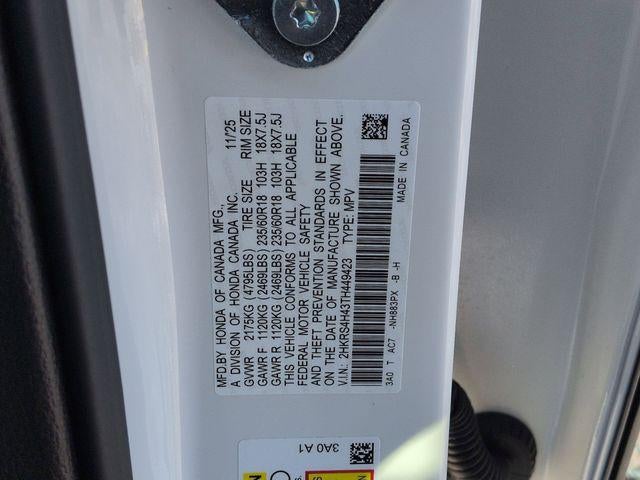 MFD.BY HONDA OF CANADA MFG.,
A DIVISION OF HONDA CANADA INC. 11/25
GVWR 2175KG (4796LBS) TIRE SIZE RIM SIZE
GAWR F 1120KG (2469LBS) 235/60R18 103H 18X7.5J
GAWR R 1120KG (2469LBS) 235/60R18 103H 18X7.5J
THIS VEHICLE CONFORMS TO ALL APPLICABLE
FEDERAL MOTOR VEHICLE SAFETY
AND THEFT PREVENTION STANDARDS IN EFFECT
ON THE DATE OF MANUFACTURE SHOWN ABOVE.
V.I.N.: 2HKRS4H43TH449423 TYPE: MPV
3A0 T AC7 -NH883PX -B -H
MADE IN CANADA
3A0 A1